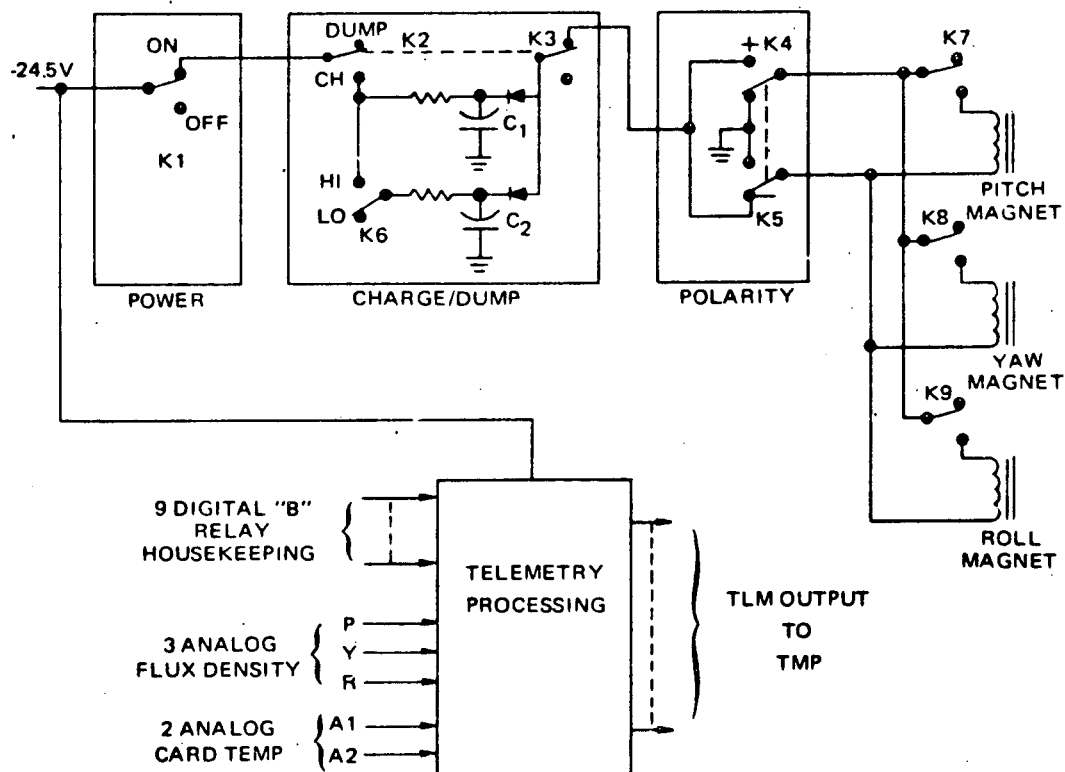 DUMP
K2
K3
ON
-24.5V
CH
+ K4
K7
OFF
C1
K1
HI
LO
K6
C2
K5
PITCH
MAGNET
K8
POWER
CHARGE/DUMP
POLARITY
YAW
MAGNET
K9
9 DIGITAL "B"
RELAY
HOUSEKEEPING
ROLL
MAGNET
TELEMETRY
PROCESSING
TLM OUTPUT
TO
TMP
3 ANALOG
FLUX DENSITY
P
Y
R
2 ANALOG
CARD TEMP
A1
A2